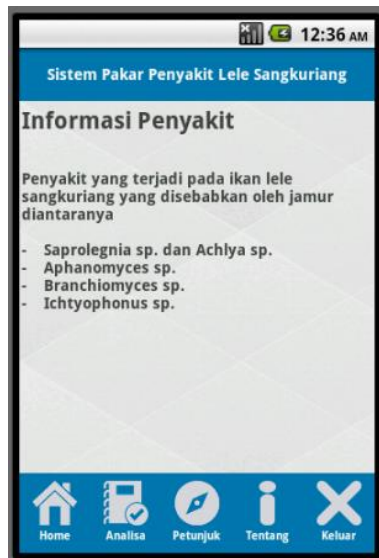 12:36 AM
Sistem Pakar Penyakit Lele Sangkuriang
Informasi Penyakit
Penyakit yang terjadi pada ikan lele
sangkuriang yang disebabkan oleh jamur
diantaranya
- Saprolegnia sp. dan Achlya sp.
- Aphanomyces sp.
- Branchiomyces sp.
- Ichtyophonus sp.
Home Analisa Petunjuk Tentang Keluar